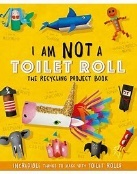 I AM NOT A
TOILET ROLL
THE RECYCLING PROJECT BOOK
INCREDIBLE THINGS TO MAKE WITH TOILET ROLLS